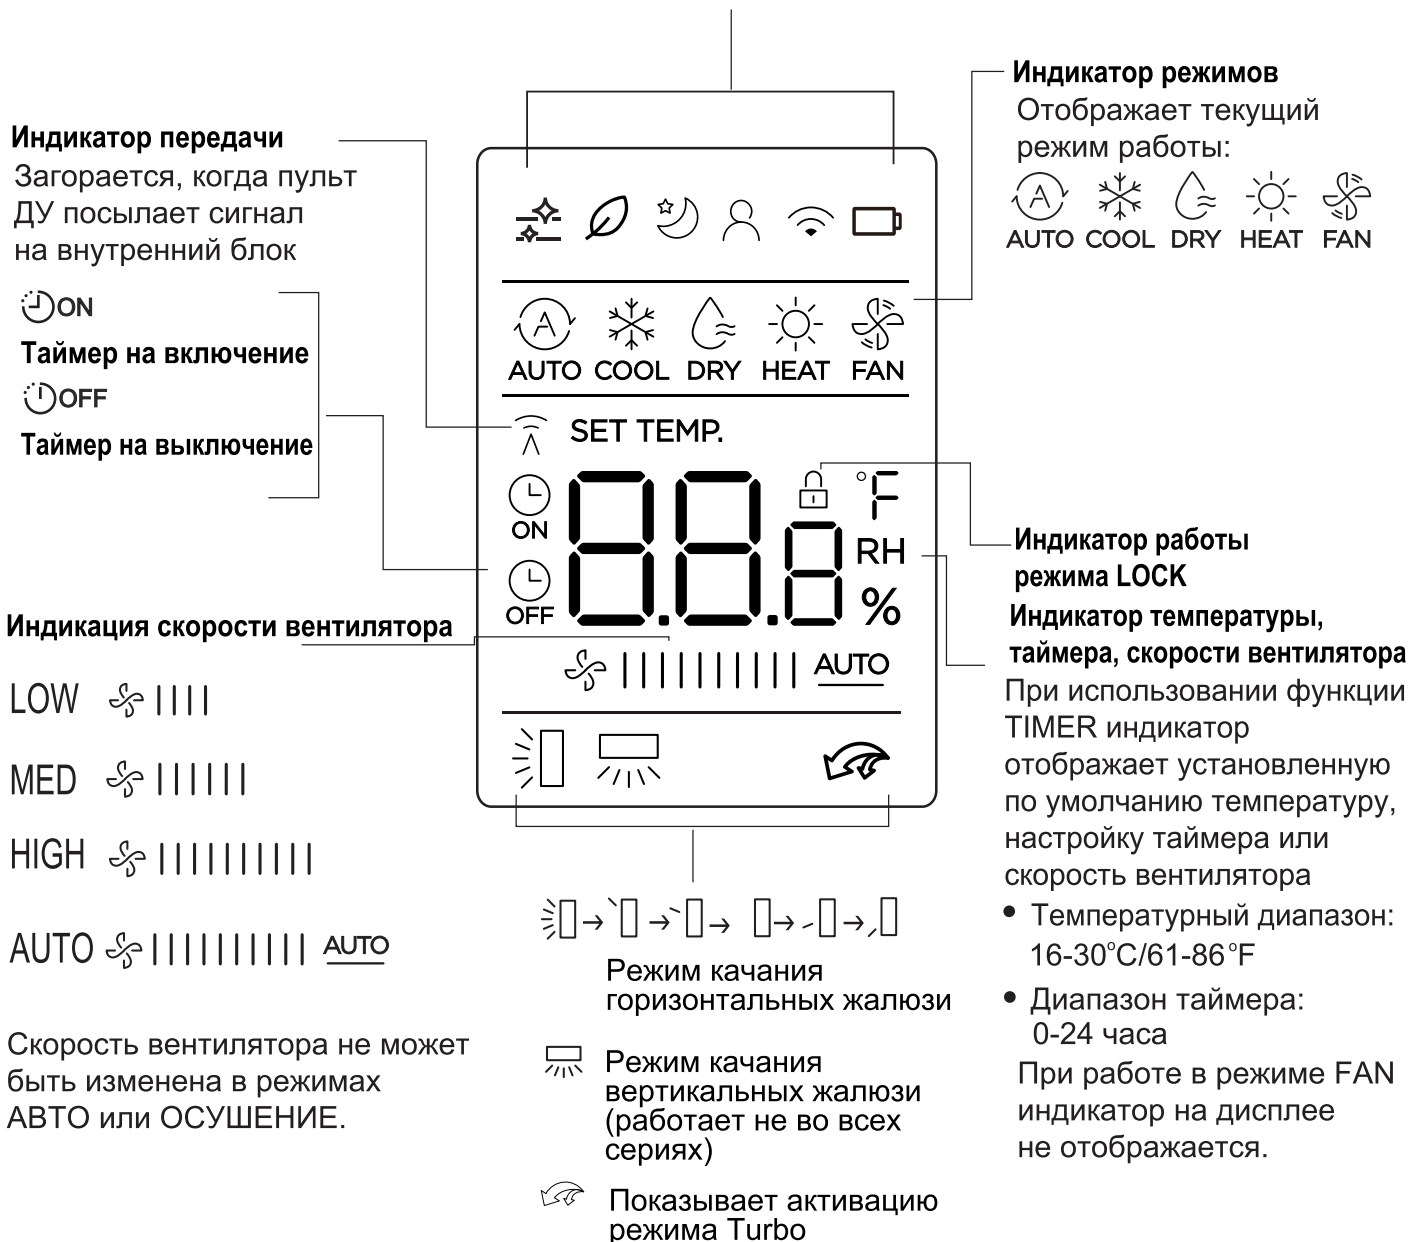 Индикатор передачи
Загорается, когда пульт
ДУ посылает сигнал
на внутренний блок
ON
Таймер на включение
OFF
Таймер на выключение
Индикация скорости вентилятора
LOW
MED
HIGH
AUTO AUTO
Скорость вентилятора не может
быть изменена в режимах
АВТО или ОСУШЕНИЕ.
AUTO COOL DRY HEAT FAN
SET TEMP.
ON
OFF
88.8.
°F
RH
%
AUTO
Режим качания
горизонтальных жалюзи
Режим качания
вертикальных жалюзи
(работает не во всех
сериях)
Показывает активацию
режима Turbo
Индикатор режимов
Отображает текущий
режим работы:
AUTO COOL DRY HEAT FAN
Индикатор работы
режима LOCK
Индикатор температуры,
таймера, скорости вентилятора
При использовании функции
TIMER индикатор
отображает установленную
по умолчанию температуру,
настройку таймера или
скорость вентилятора
• Температурный диапазон:
16-30°C/61-86°F
• Диапазон таймера:
0-24 часа
При работе в режиме FAN
индикатор на дисплее
не отображается.